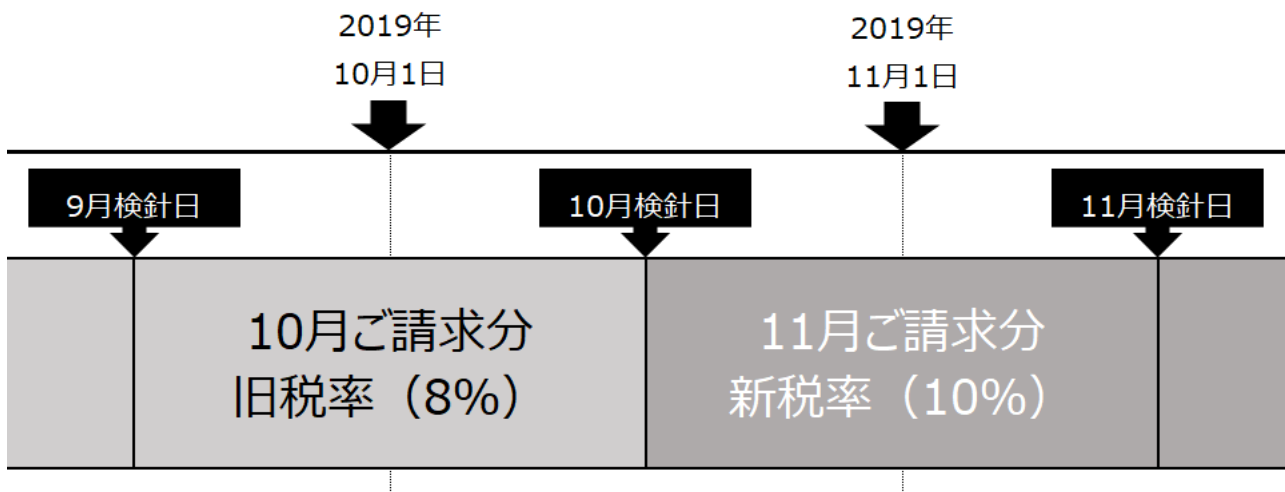 2019年
10月1日
2019年
11月1日
9月検針日
10月検針日
11月検針日
10月ご請求分
旧税率（8%）
11月ご請求分
新税率（10%）